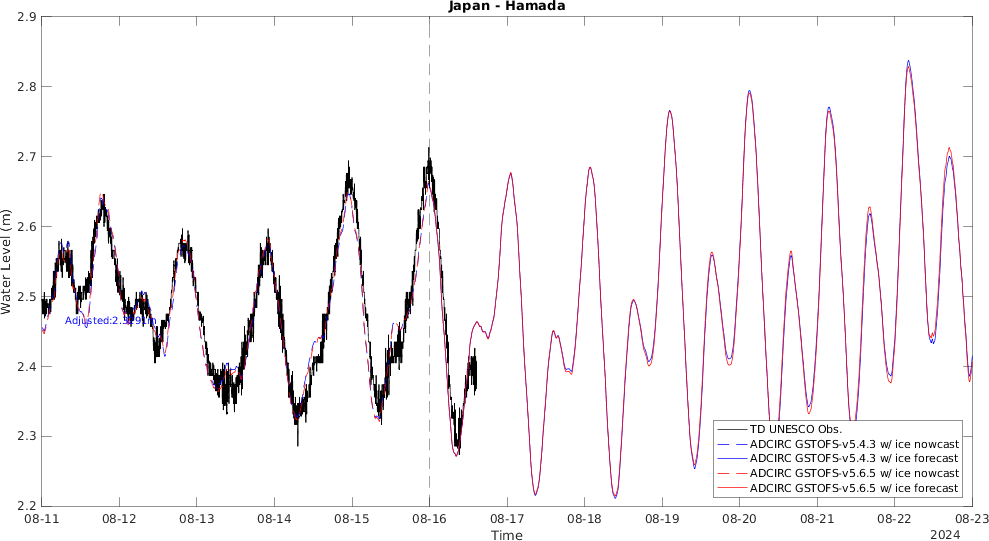 Japan - Hamada
Water Level (m)
2.9
2.8
2.7
2.6
2.5
2.4
2.3
2.2
TD UNESCO Obs.
ADCIRC GSTOFS-v5.4.3 w/ ice nowcast
ADCIRC GSTOFS-v5.4.3 w/ ice forecast
ADCIRC GSTOFS-v5.6.5 w/ ice nowcast
ADCIRC GSTOFS-v5.6.5 w/ ice forecast
08-11 08-12 08-13 08-14 08-15 08-16 08-17 08-18 08-19 08-20 08-21 08-22 08-23
Time
2024